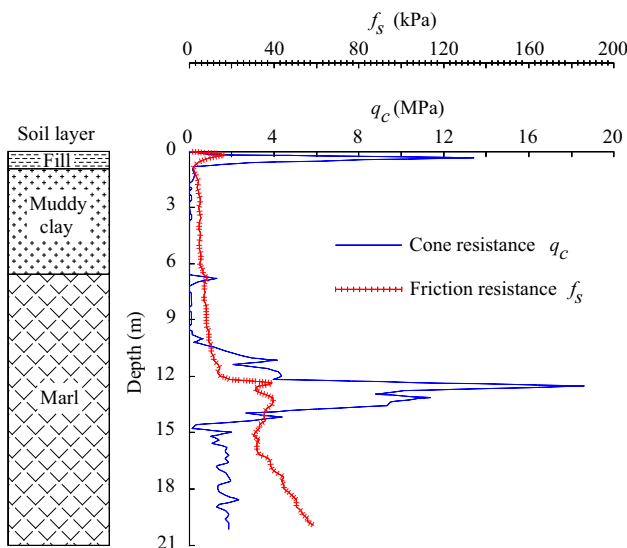 f_s (kPa)
0 40 80 120 160 200
q_c (MPa)
Soil layer
0 4 8 12 16 20
Fill
Muddy
clay
Marl
Depth (m)
0
3
6
9
12
15
18
21
Cone resistance q_c
Friction resistance f_s